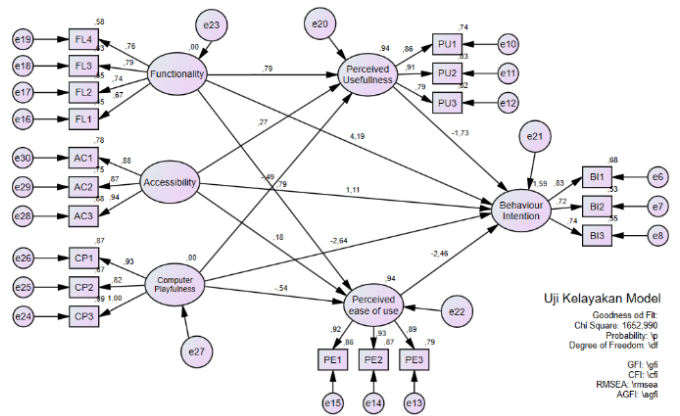 e23
e20
e19
FL4
,58
,76
,00
,94
PU1
,74
e10
e18
FL3
,63
,79
Functionality
,79
Perceived
Usefullness
,86
PU2
,83
e11
,91
e17
FL2
,55
,74
PU3
,62
e12
,79
e16
FL1
,45
,67
,27
4,19
-1,73
e21
e30
AC1
,78
,88
e29
AC2
,75
,87
Accessibility
-,49
,79
1,11
1,59
BI1
,68
e6
,83
e28
AC3
,88
,94
Behaviour
Intention
BI2
,53
e7
,72
,18
-2,64
BI3
,55
e8
,74
e26
CP1
,87
,93
,00
-2,46
e25
CP2
,67
,82
Computer
Playfulness
-,54
,94
e24
CP3
,99
1,00
Perceived
ease of use
e22
e27
,92
,93
,89
PE1
,86
PE2
,87
PE3
,79
e15
e14
e13
Uji Kelayakan Model
Goodness od Fit:
Chi Square: 1652,990
Probability: \p
Degree of Freedom: \df
GFI: \gfi
CFI: \cfi
RMSEA: \rmsea
AGFI: \agfi